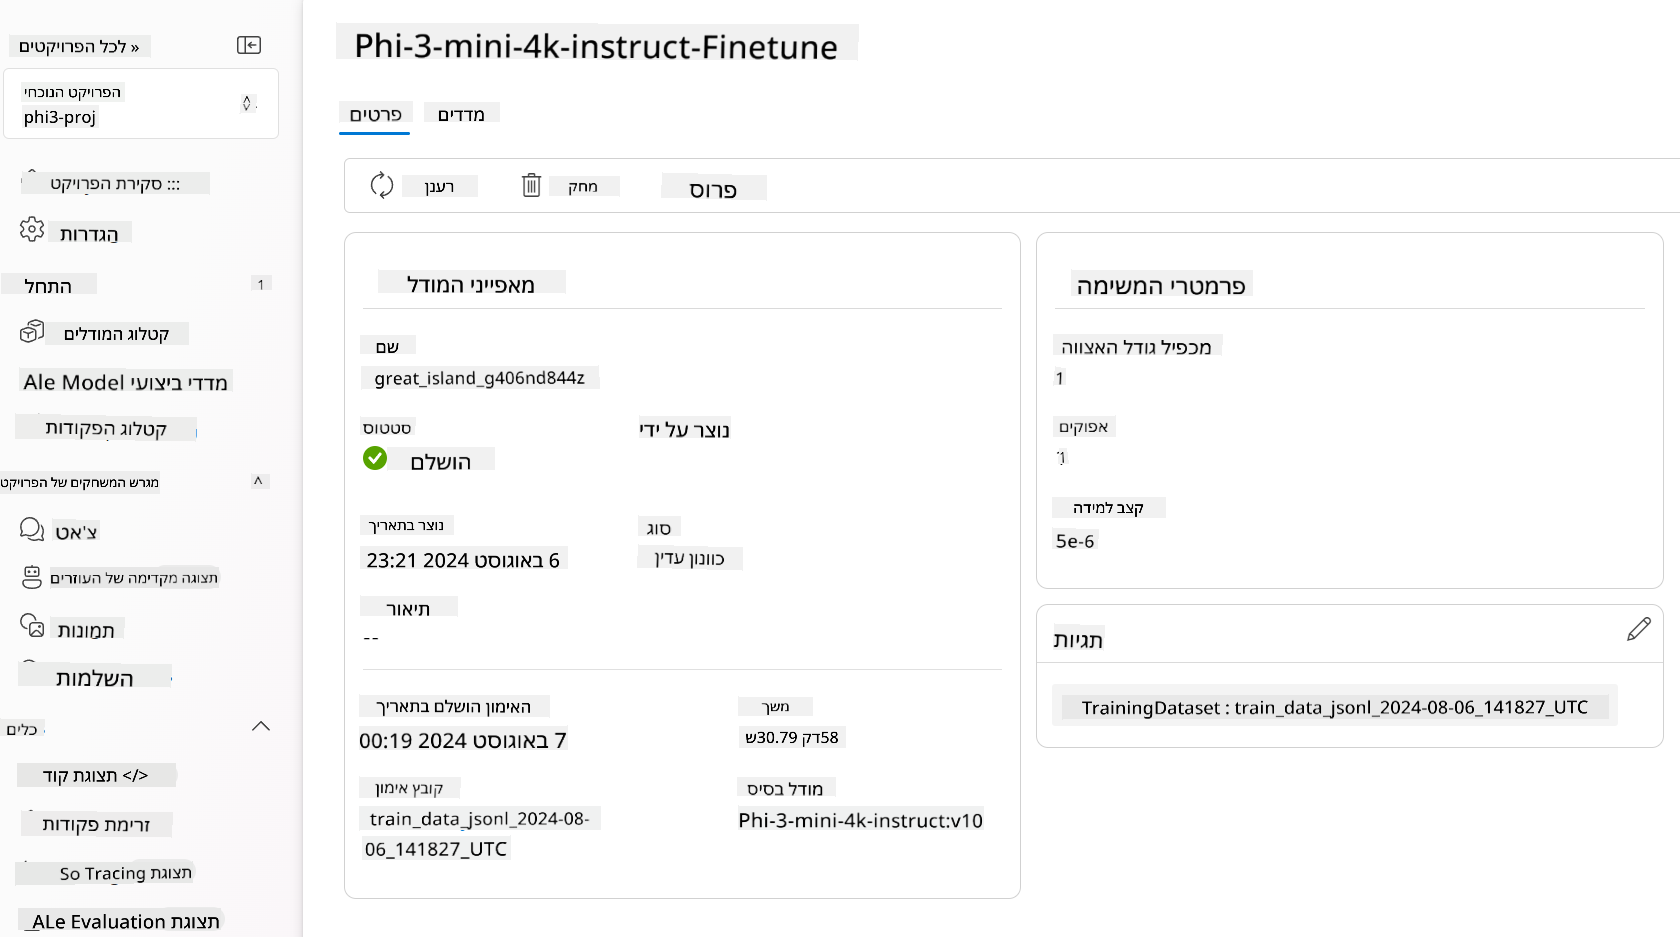 לכל הפרויקטים »
הפרויקט הנוכחי
phi3-proj
סקירת הפרויקט :::
הגדרות
התחל
1
קטלוג המודלים
מדדי ביצועי Ale Model
קטלוג הפקודות
מגרש המשחקים של הפרויקט
^
צ'אט
תצוגה מקדימה של העוזרים
תמונות
השלמות
כלים
תצוגת קוד </>
זרימת פקודות
תצוגת So Tracing
תצוגת ALe Evaluation
Phi-3-mini-4k-instruct-Finetune
פרטים
מדדים
רענן
מחק
פרוס
מאפייני המודל
שם
great_island_g406nd844z
סטטוס
הושלם
נוצר על ידי
נוצר בתאריך
6 באוגוסט 2024 23:21
סוג
כוונון עדין
תיאור
--
האימון הושלם בתאריך
7 באוגוסט 2024 00:19
משך
58דק 30.79ש
קובץ אימון
train_data_jsonl_2024-08-
06_141827_UTC
מודל בסיס
Phi-3-mini-4k-instruct:v10
פרמטרי המשימה
מכפיל גודל האצווה
1
אפוקים
1
קצב למידה
5e-6
תגיות
TrainingDataset : train_data_jsonl_2024-08-06_141827_UTC